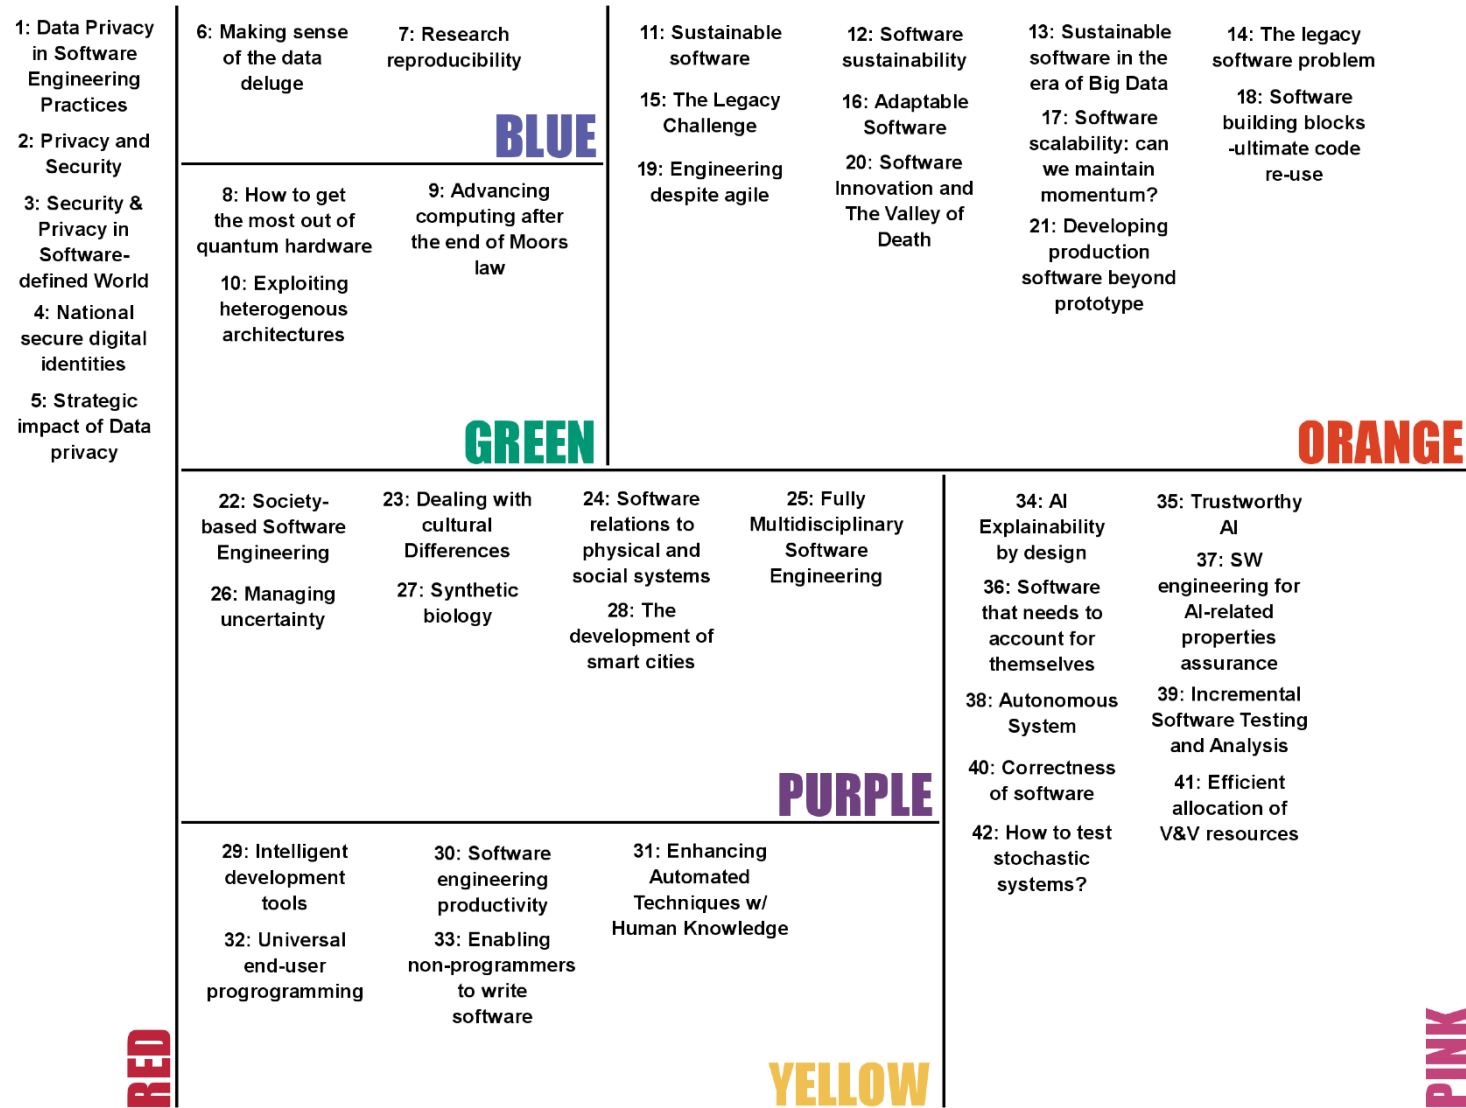 1: Data Privacy
in Software
Engineering
Practices
2: Privacy and
Security
3: Security &
Privacy in
Software-
defined World
4: National
secure digital
identities
5: Strategic
impact of Data
privacy
RED
6: Making sense
of the data
deluge
7: Research
reproducibility
BLUE
8: How to get
the most out of
quantum hardware
9: Advancing
computing after
the end of Moors
law
10: Exploiting
heterogenous
architectures
GREEN
11: Sustainable
software
12: Software
sustainability
13: Sustainable
software in the
era of Big Data
14: The legacy
software problem
15: The Legacy
Challenge
16: Adaptable
Software
17: Software
scalability: can
we maintain
momentum?
18: Software
building blocks
-ultimate code
re-use
19: Engineering
despite agile
20: Software
Innovation and
The Valley of
Death
21: Developing
production
software beyond
prototype
ORANGE
22: Society-
based Software
Engineering
23: Dealing with
cultural
Differences
24: Software
relations to
physical and
social systems
25: Fully
Multidisciplinary
Software
Engineering
26: Managing
uncertainty
27: Synthetic
biology
28: The
development of
smart cities
PURPLE
29: Intelligent
development
tools
30: Software
engineering
productivity
31: Enhancing
Automated
Techniques w/
Human Knowledge
32: Universal
end-user
progrogramming
33: Enabling
non-programmers
to write
software
YELLOW
34: AI
Explainability
by design
35: Trustworthy
AI
36: Software
that needs to
account for
themselves
37: SW
engineering for
AI-related
properties
assurance
38: Autonomous
System
39: Incremental
Software Testing
and Analysis
40: Correctness
of software
41: Efficient
allocation of
V&V resources
42: How to test
stochastic
systems?
PINK